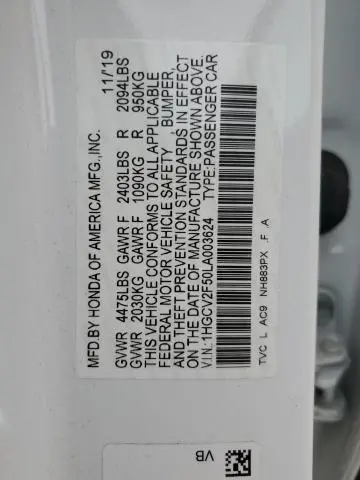 MFD.BY HONDA OF AMERICA MFG.,INC. 11/19
GVWR 4475LBS GAWR F 2403LBS R 2094LBS
GVWR 2030KG GAWR F 1090KG R 950KG
THIS VEHICLE CONFORMS TO ALL APPLICABLE
FEDERAL MOTOR VEHICLE SAFETY , BUMPER,
AND THEFT PREVENTION STANDARDS IN EFFECT
ON THE DATE OF MANUFACTURE SHOWN ABOVE.
V.I.N.:1HGCV2F50LA003624 TYPE:PASSENGER CAR
TVC L AC9 NH883PX F A
VB